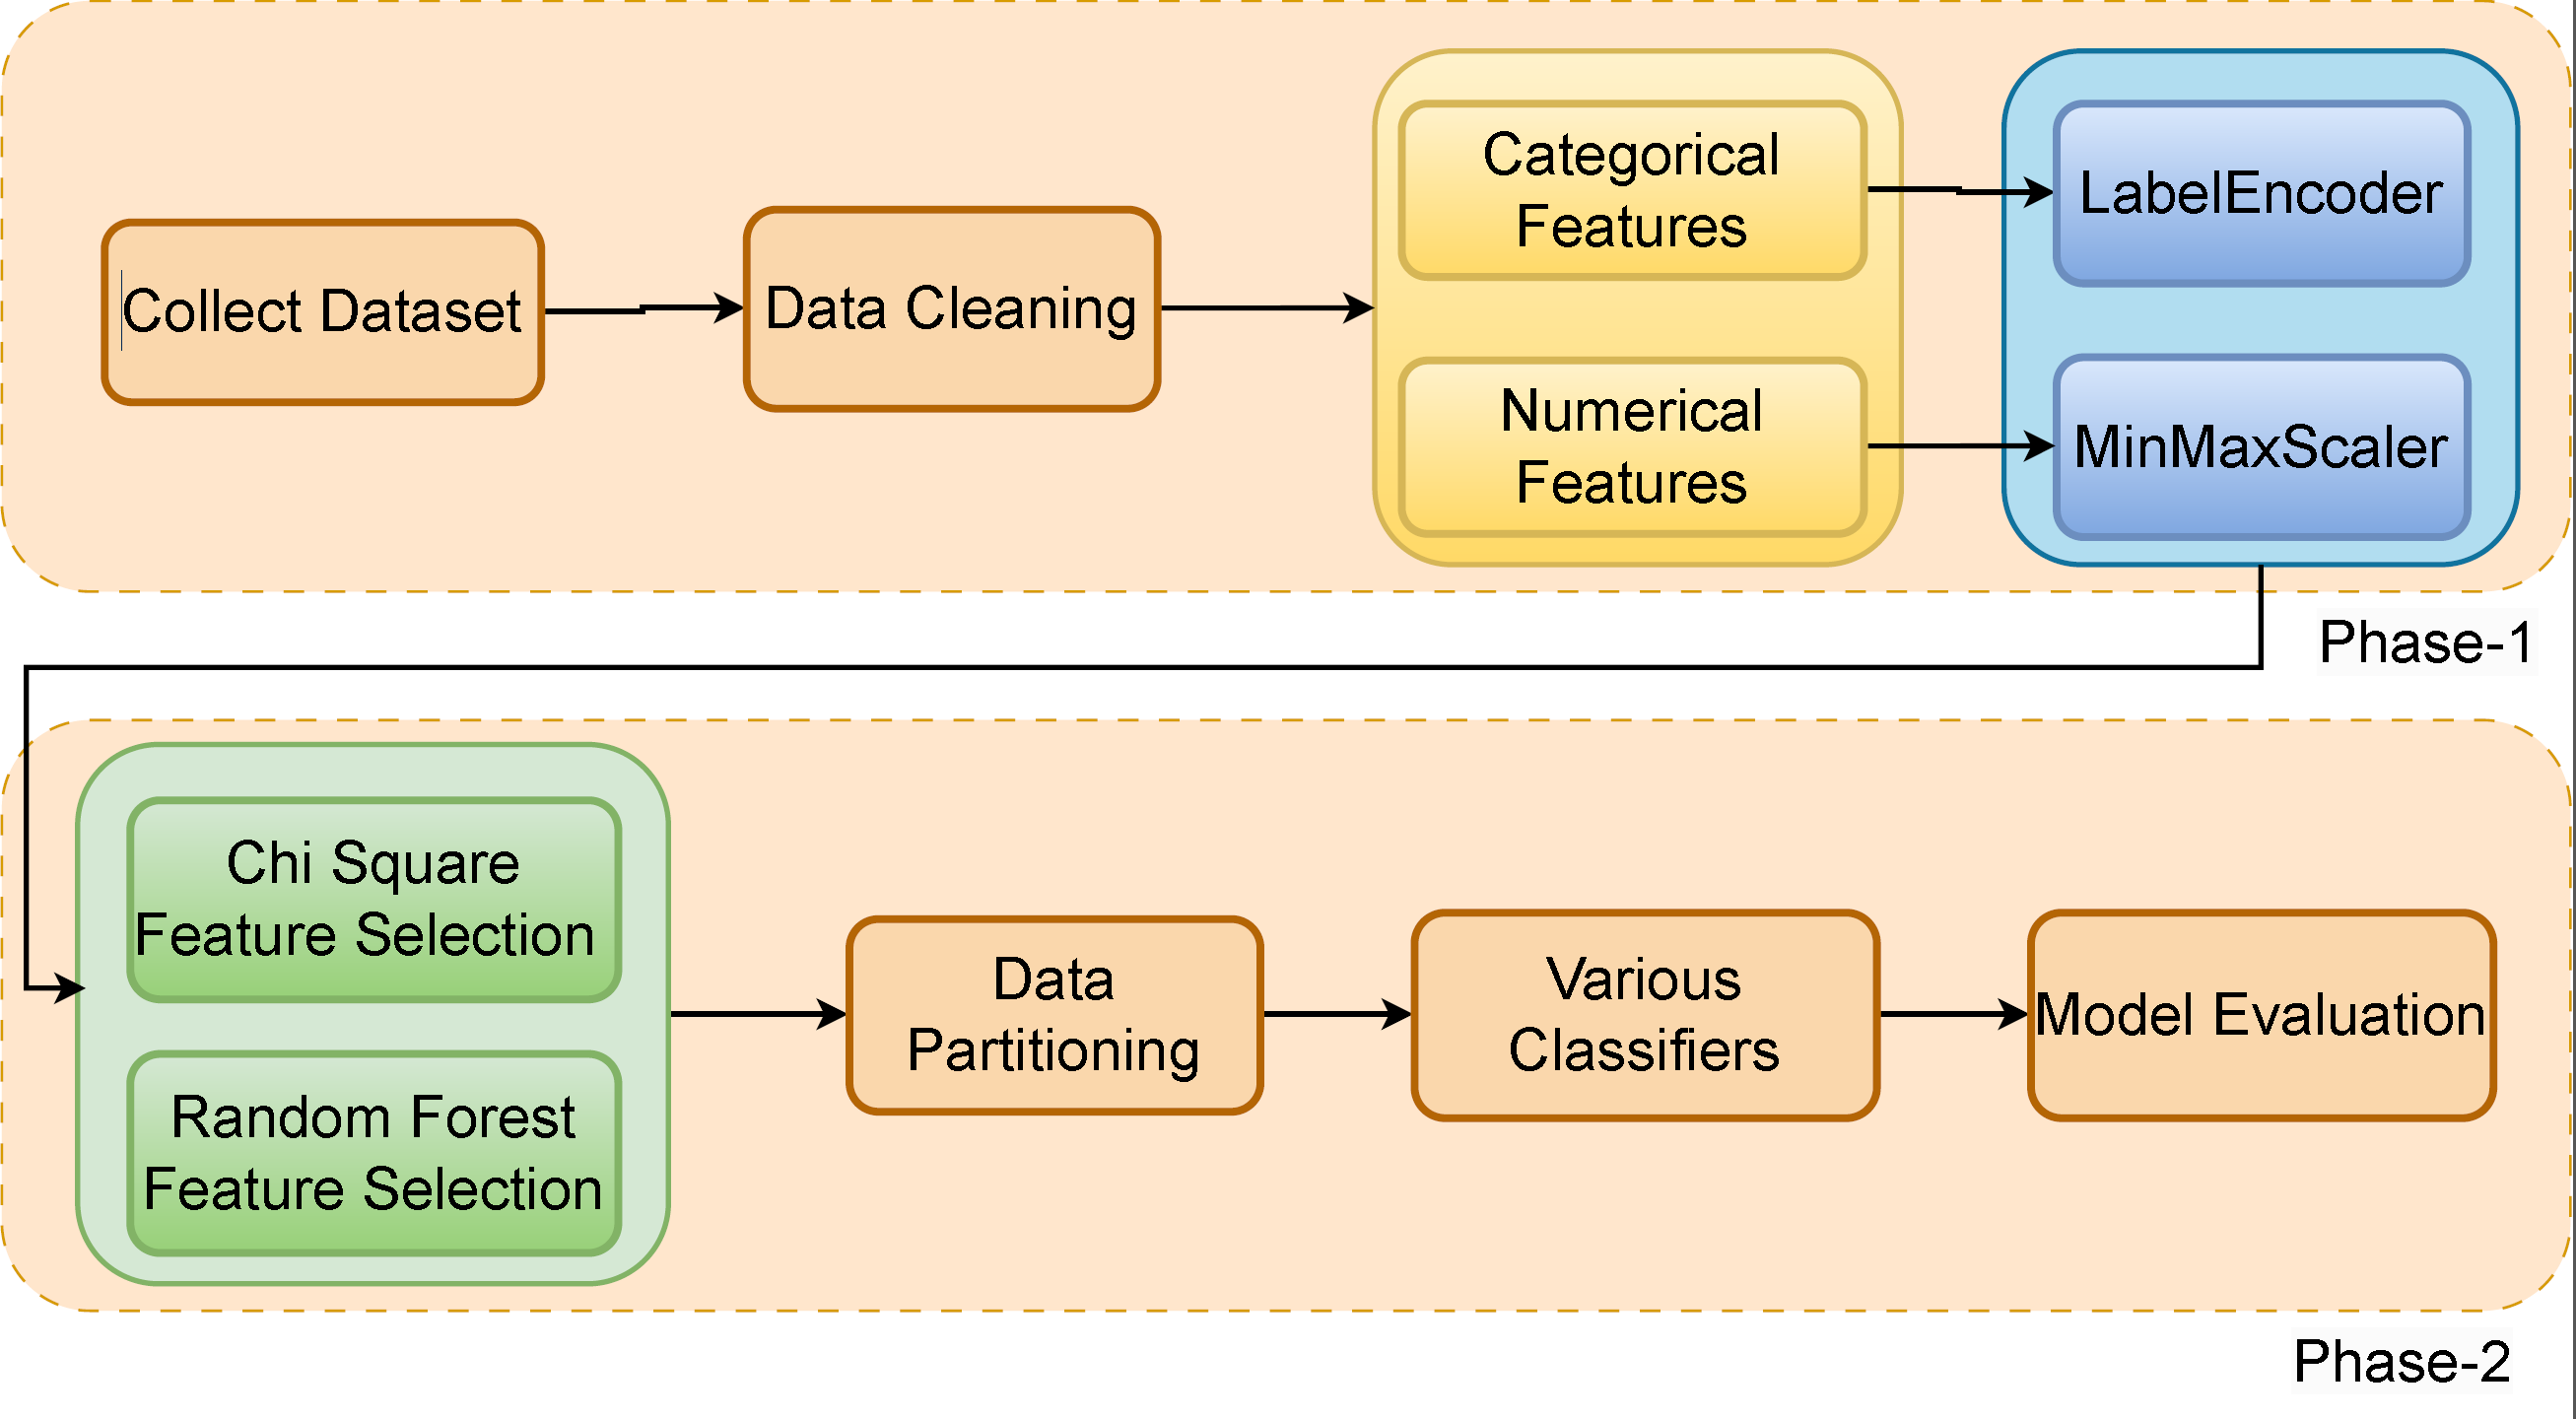 Collect Dataset
Data Cleaning
Categorical
Features
Numerical
Features
LabelEncoder
MinMaxScaler
Phase-1
Chi Square
Feature Selection
Random Forest
Feature Selection
Data
Partitioning
Various
Classifiers
Model Evaluation
Phase-2